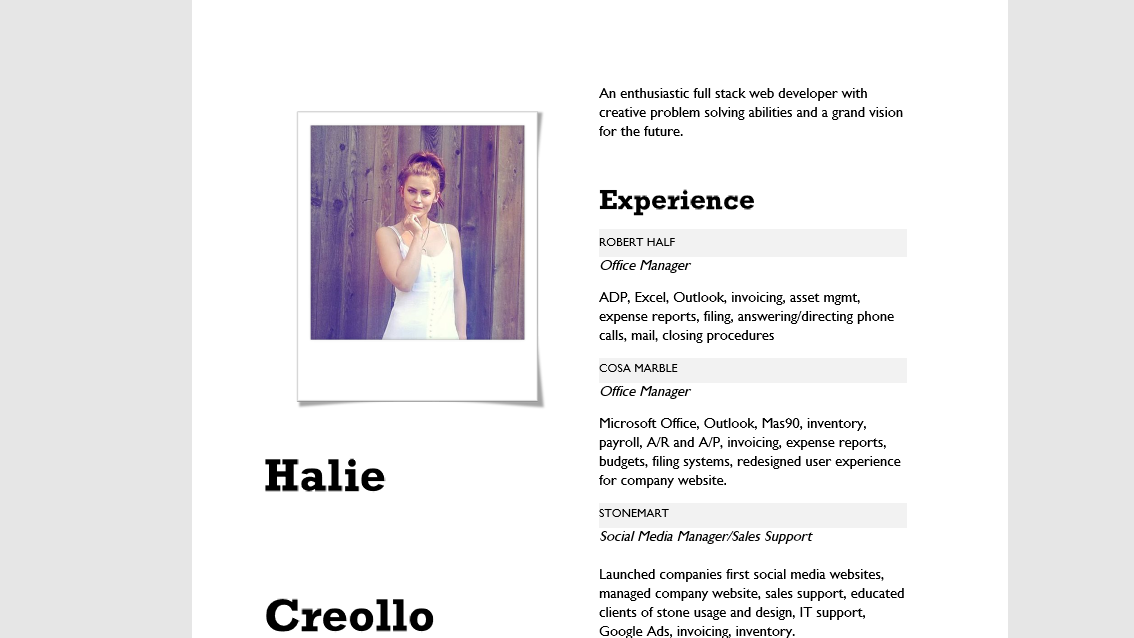 Halie
Creollo
An enthusiastic full stack web developer with
creative problem solving abilities and a grand vision
for the future.
Experience
ROBERT HALF
Office Manager
ADP, Excel, Outlook, invoicing, asset mgmt,
expense reports, filing, answering/directing phone
calls, mail, closing procedures
COSA MARBLE
Office Manager
Microsoft Office, Outlook, Mas90, inventory,
payroll, A/R and A/P, invoicing, expense reports,
budgets, filing systems, redesigned user experience
for company website.
STONEMART
Social Media Manager/Sales Support
Launched companies first social media websites,
managed company website, sales support, educated
clients of stone usage and design, IT support,
Google Ads, invoicing, inventory.